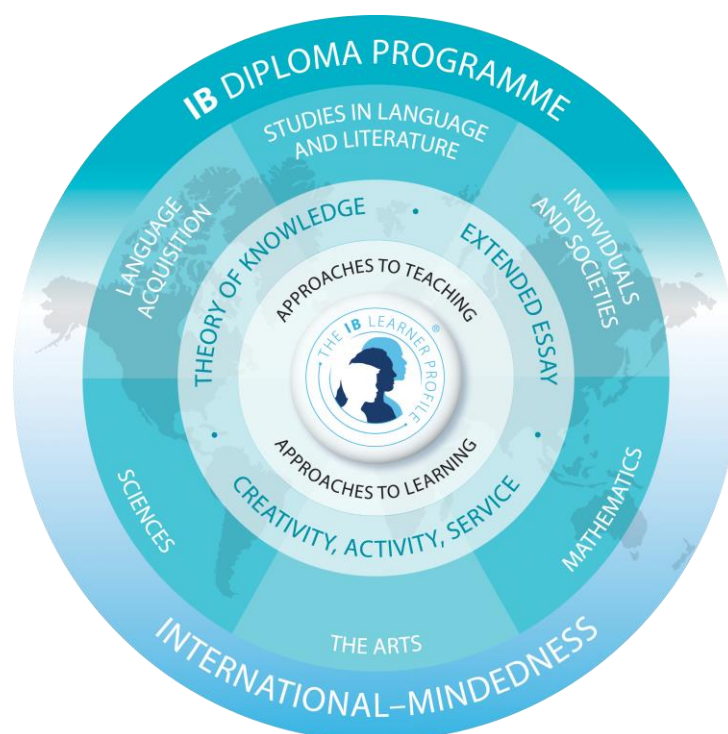 IB DIPLOMA PROGRAMME
STUDIES IN LANGUAGE
AND LITERATURE
LANGUAGE
ACQUISITION
INDIVIDUALS
AND SOCIETIES
THEORY OF KNOWLEDGE
•
EXTENDED ESSAY
APPROACHES TO TEACHING
THE IB LEARNER PROFILE
®
APPROACHES TO LEARNING
•
CREATIVITY, ACTIVITY, SERVICE
•
SCIENCES
MATHEMATICS
THE ARTS
INTERNATIONAL–MINDEDNESS